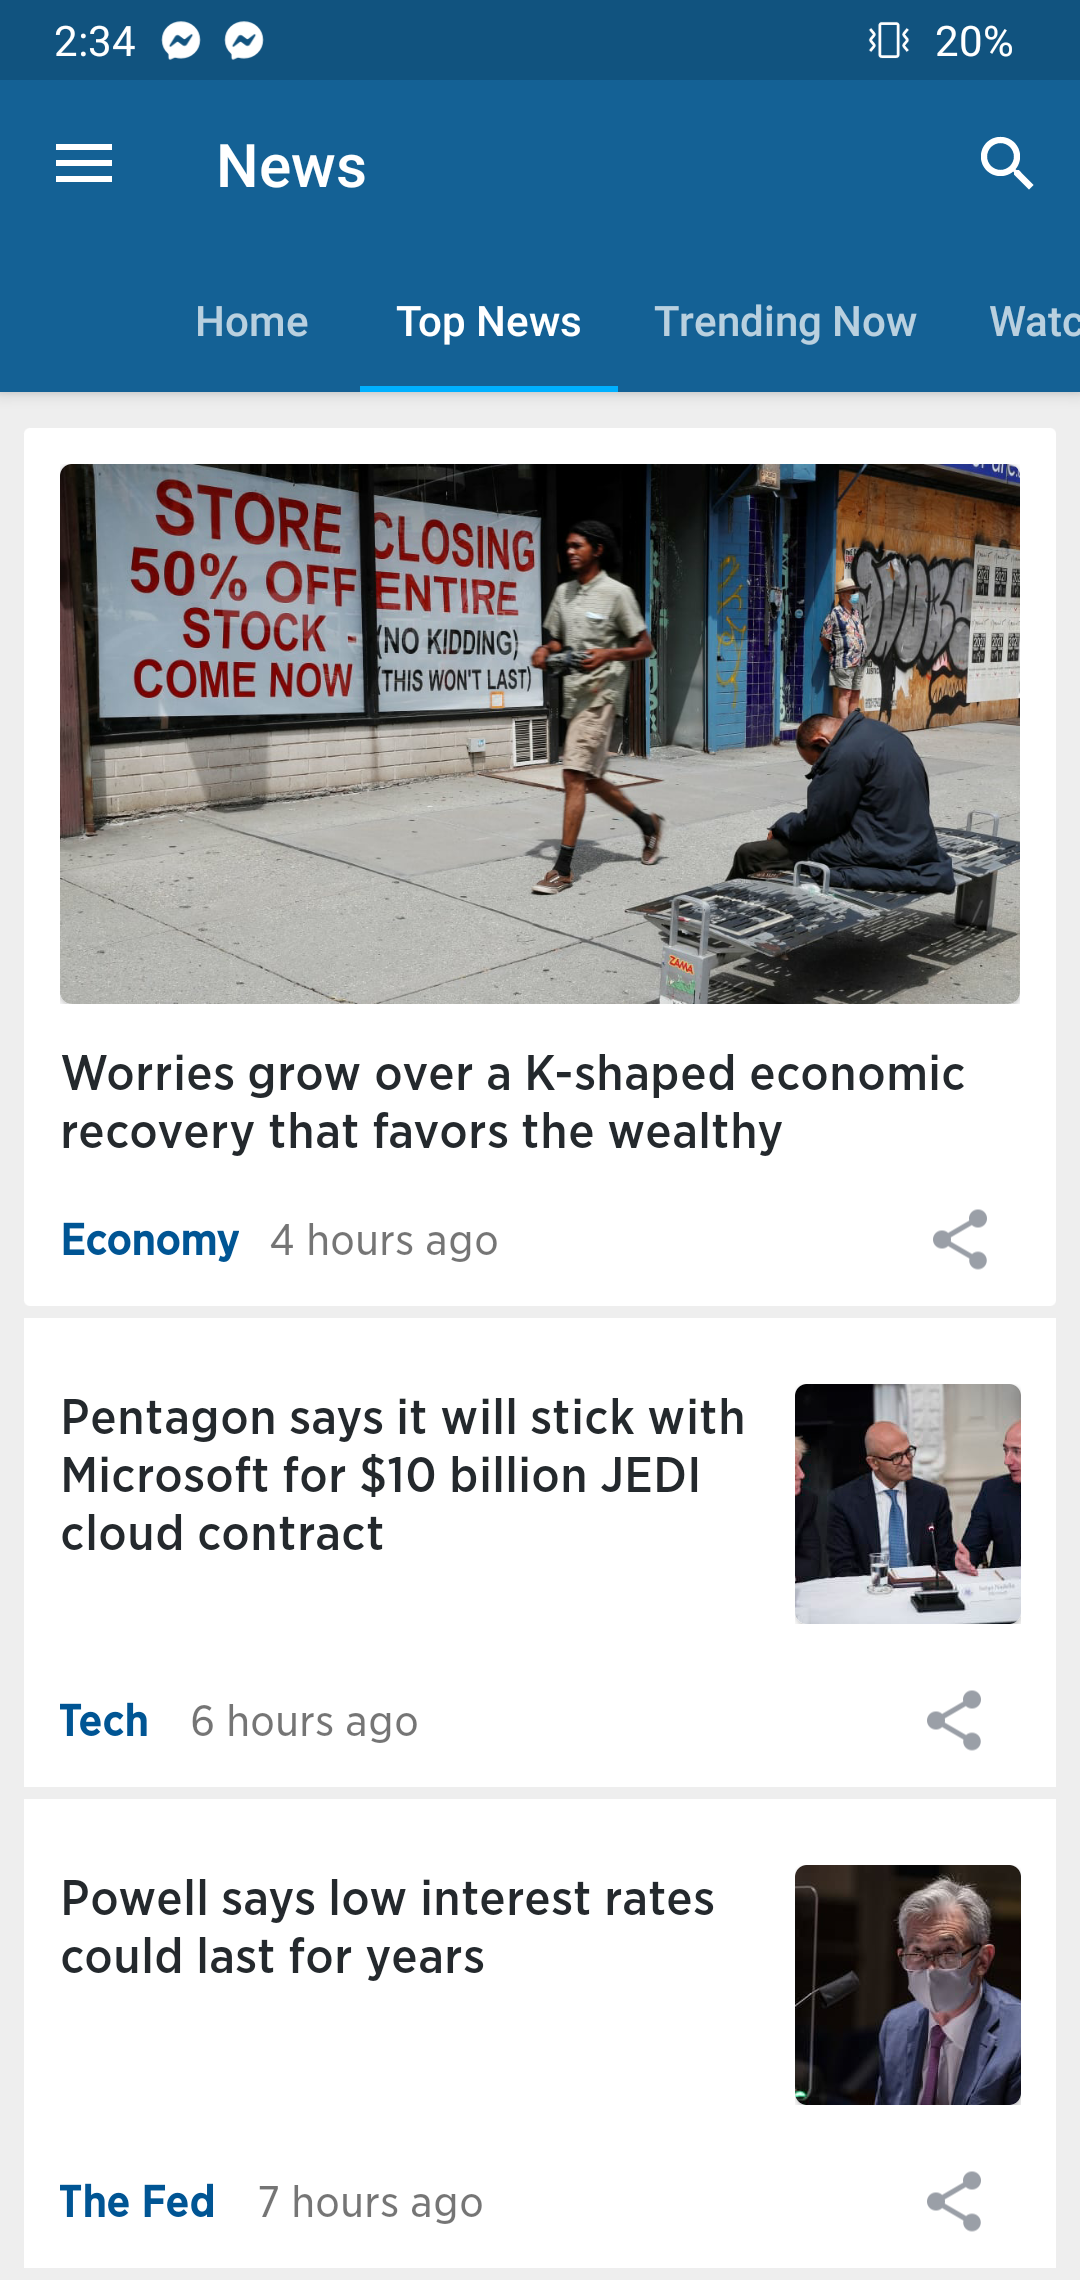 2:34
20%
News
Home
Top News
Trending Now
Watc
STORE CLOSING
50% OFF ENTIRE
STOCK - (NO KIDDING)
COME NOW (THIS WON'T LAST)
ZAMA
Worries grow over a K-shaped economic
recovery that favors the wealthy
Economy 4 hours ago
Pentagon says it will stick with
Microsoft for $10 billion JEDI
cloud contract
Tech 6 hours ago
Powell says low interest rates
could last for years
The Fed 7 hours ago